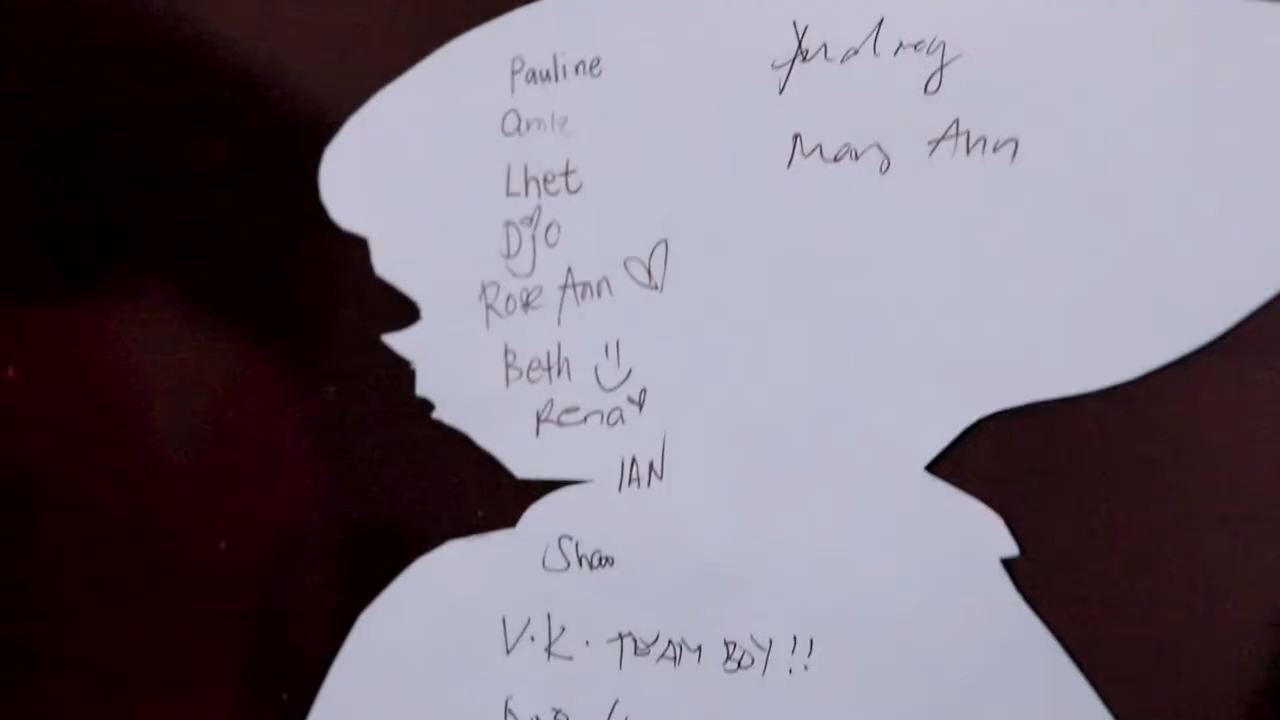 Pauline
Amie
Lhet
Djo
Rose Ann
Beth
Rena
IAN
Shao
V.K. TEAM BOY!!
Mary Ann